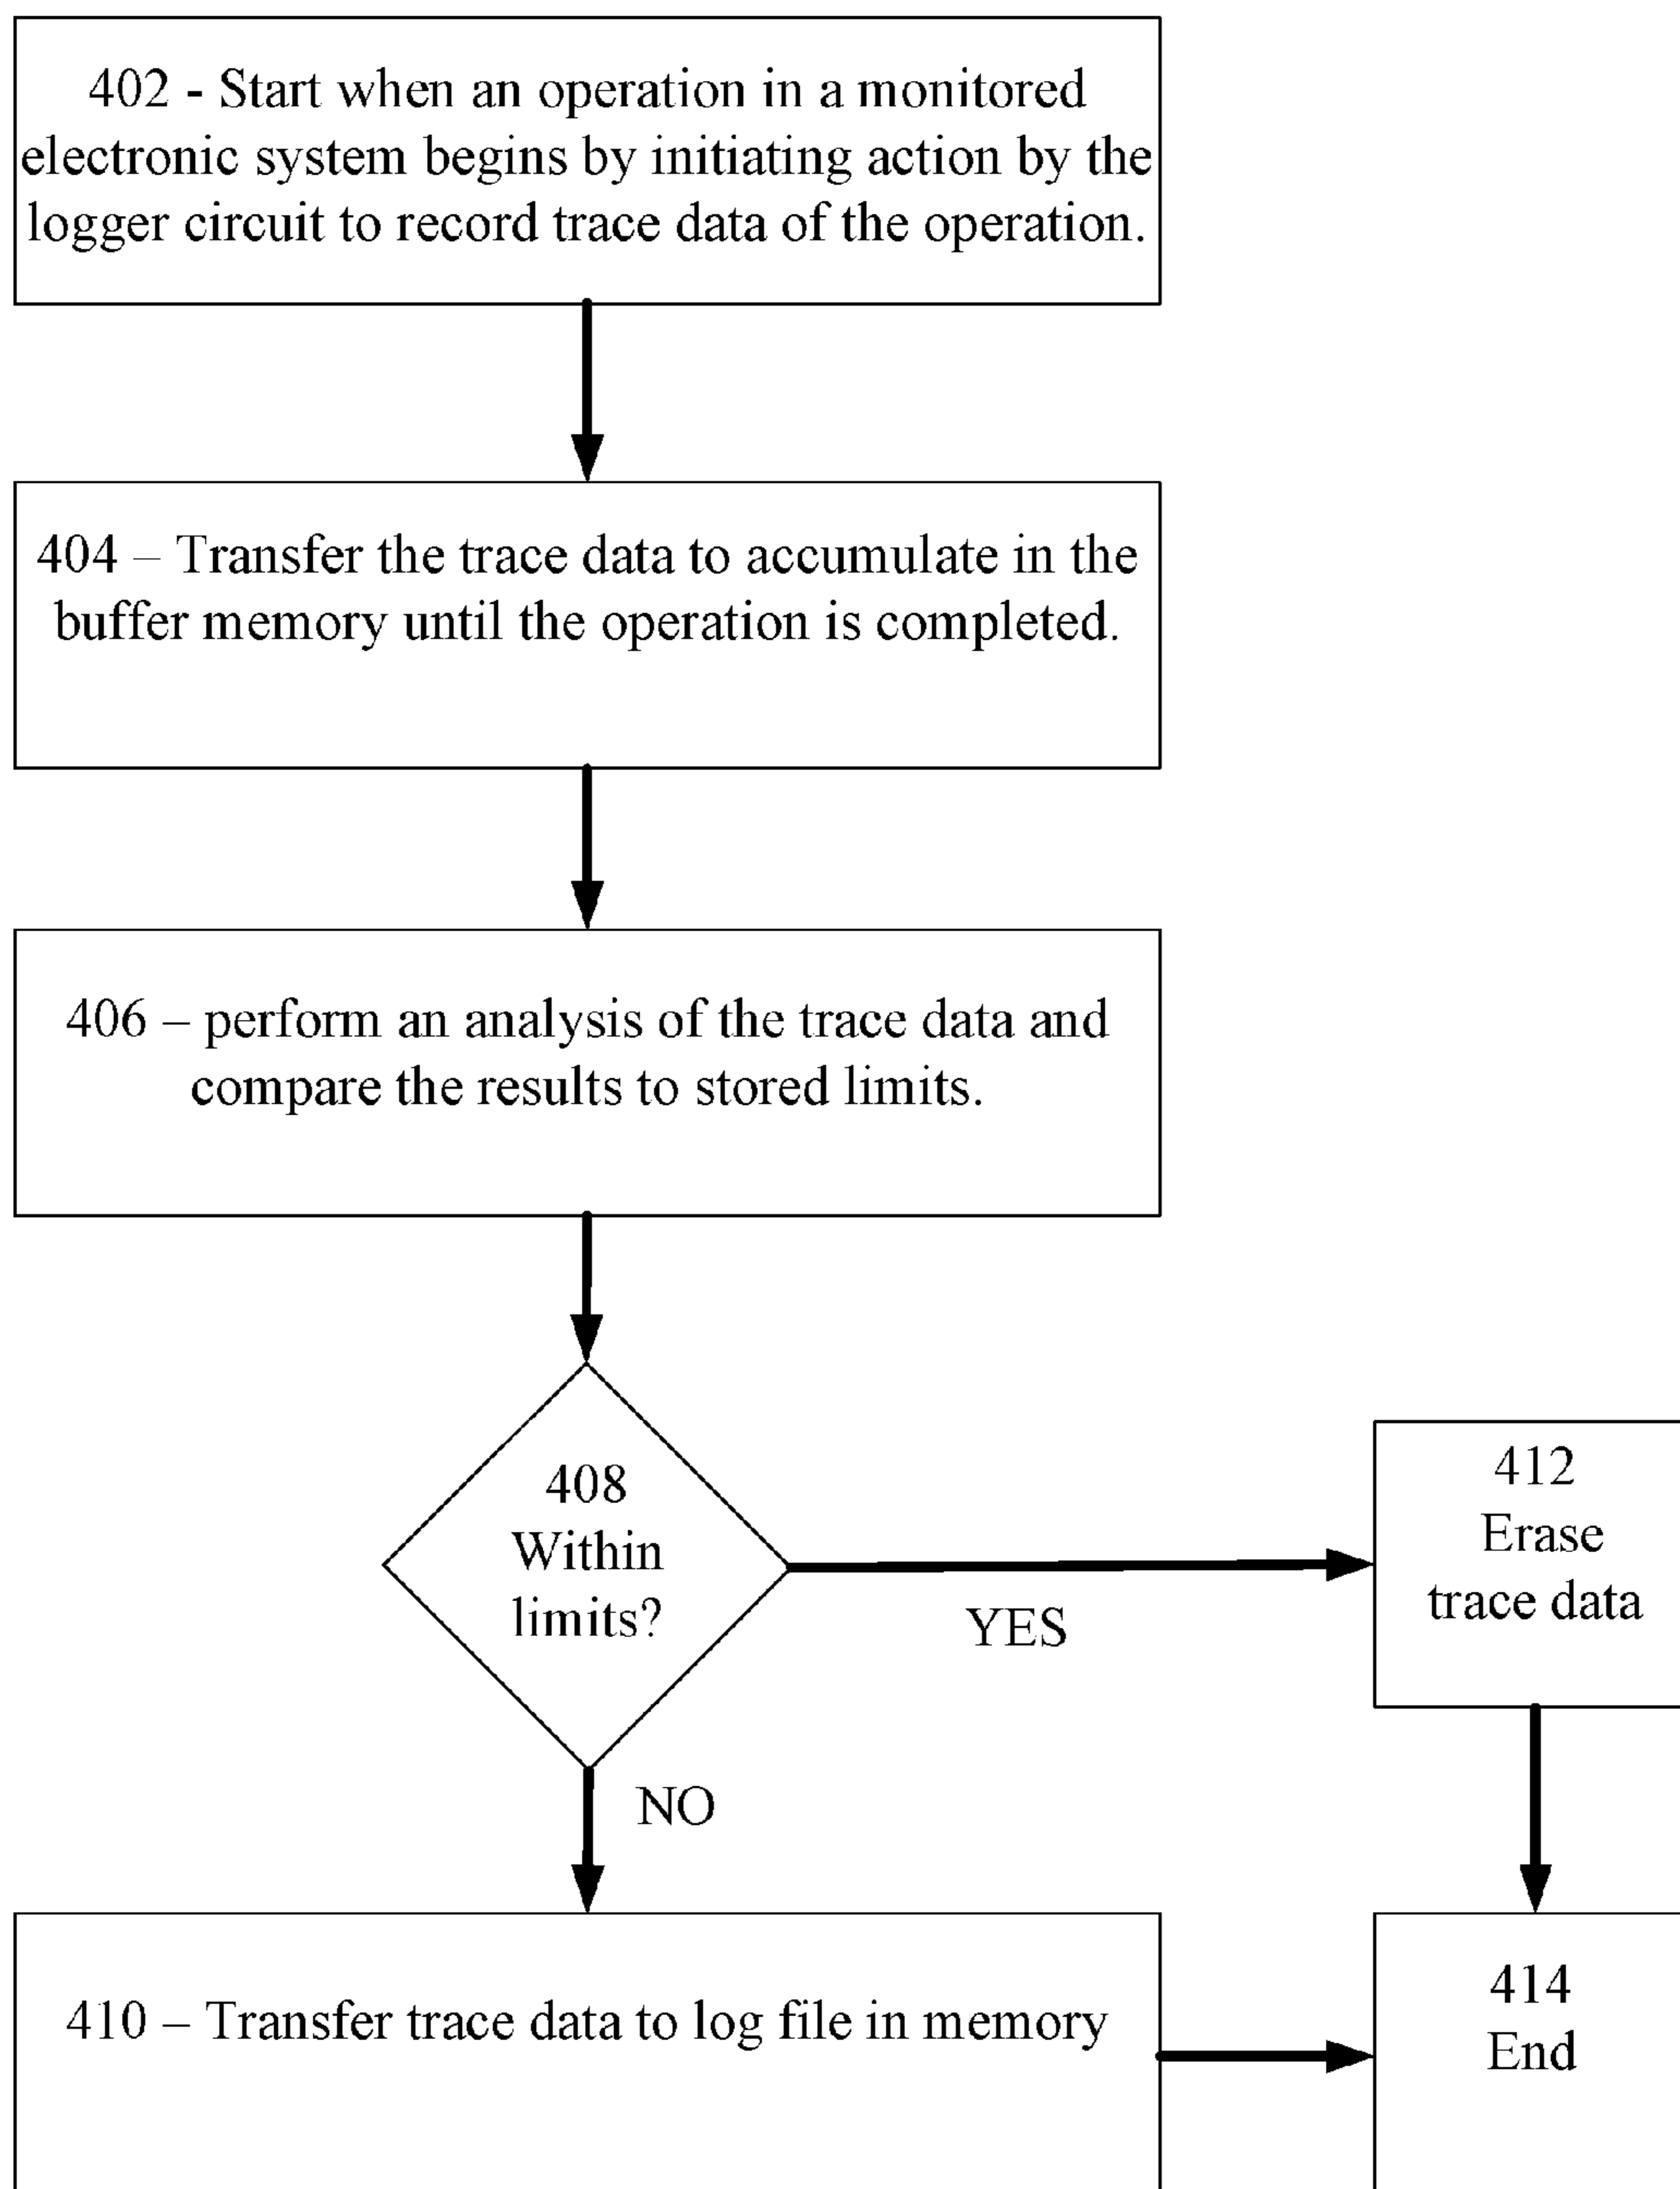 402 - Start when an operation in a monitored
electronic system begins by initiating action by the
logger circuit to record trace data of the operation.
404 – Transfer the trace data to accumulate in the
buffer memory until the operation is completed.
406 – perform an analysis of the trace data and
compare the results to stored limits.
408
Within
limits?
YES
412
Erase
trace data
NO
410 – Transfer trace data to log file in memory
414
End